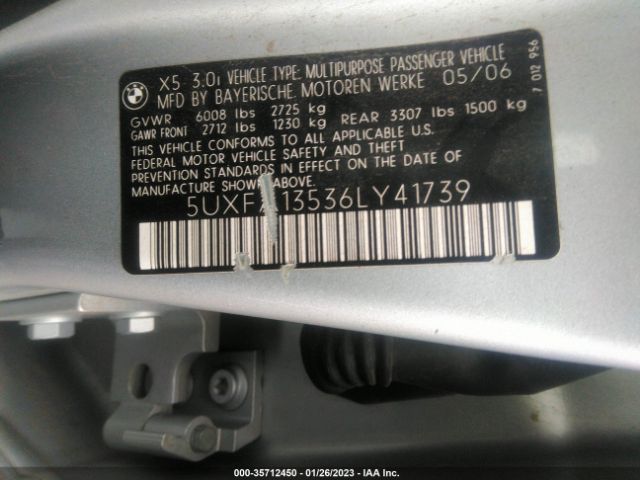 X5 3.0i VEHICLE TYPE: MULTIPURPOSE PASSENGER VEHICLE
MFD BY BAYERISCHE MOTOREN WERKE 05/06
GVWR 6008 lbs 2725 kg
GAWR FRONT 2712 lbs 1230 kg REAR 3307 lbs 1500 kg
THIS VEHICLE CONFORMS TO ALL APPLICABLE U.S.
FEDERAL MOTOR VEHICLE SAFETY AND THEFT
PREVENTION STANDARDS IN EFFECT ON THE DATE OF
MANUFACTURE SHOWN ABOVE.
7 012 956
000-35712450 - 01/26/2023 - IAA Inc.